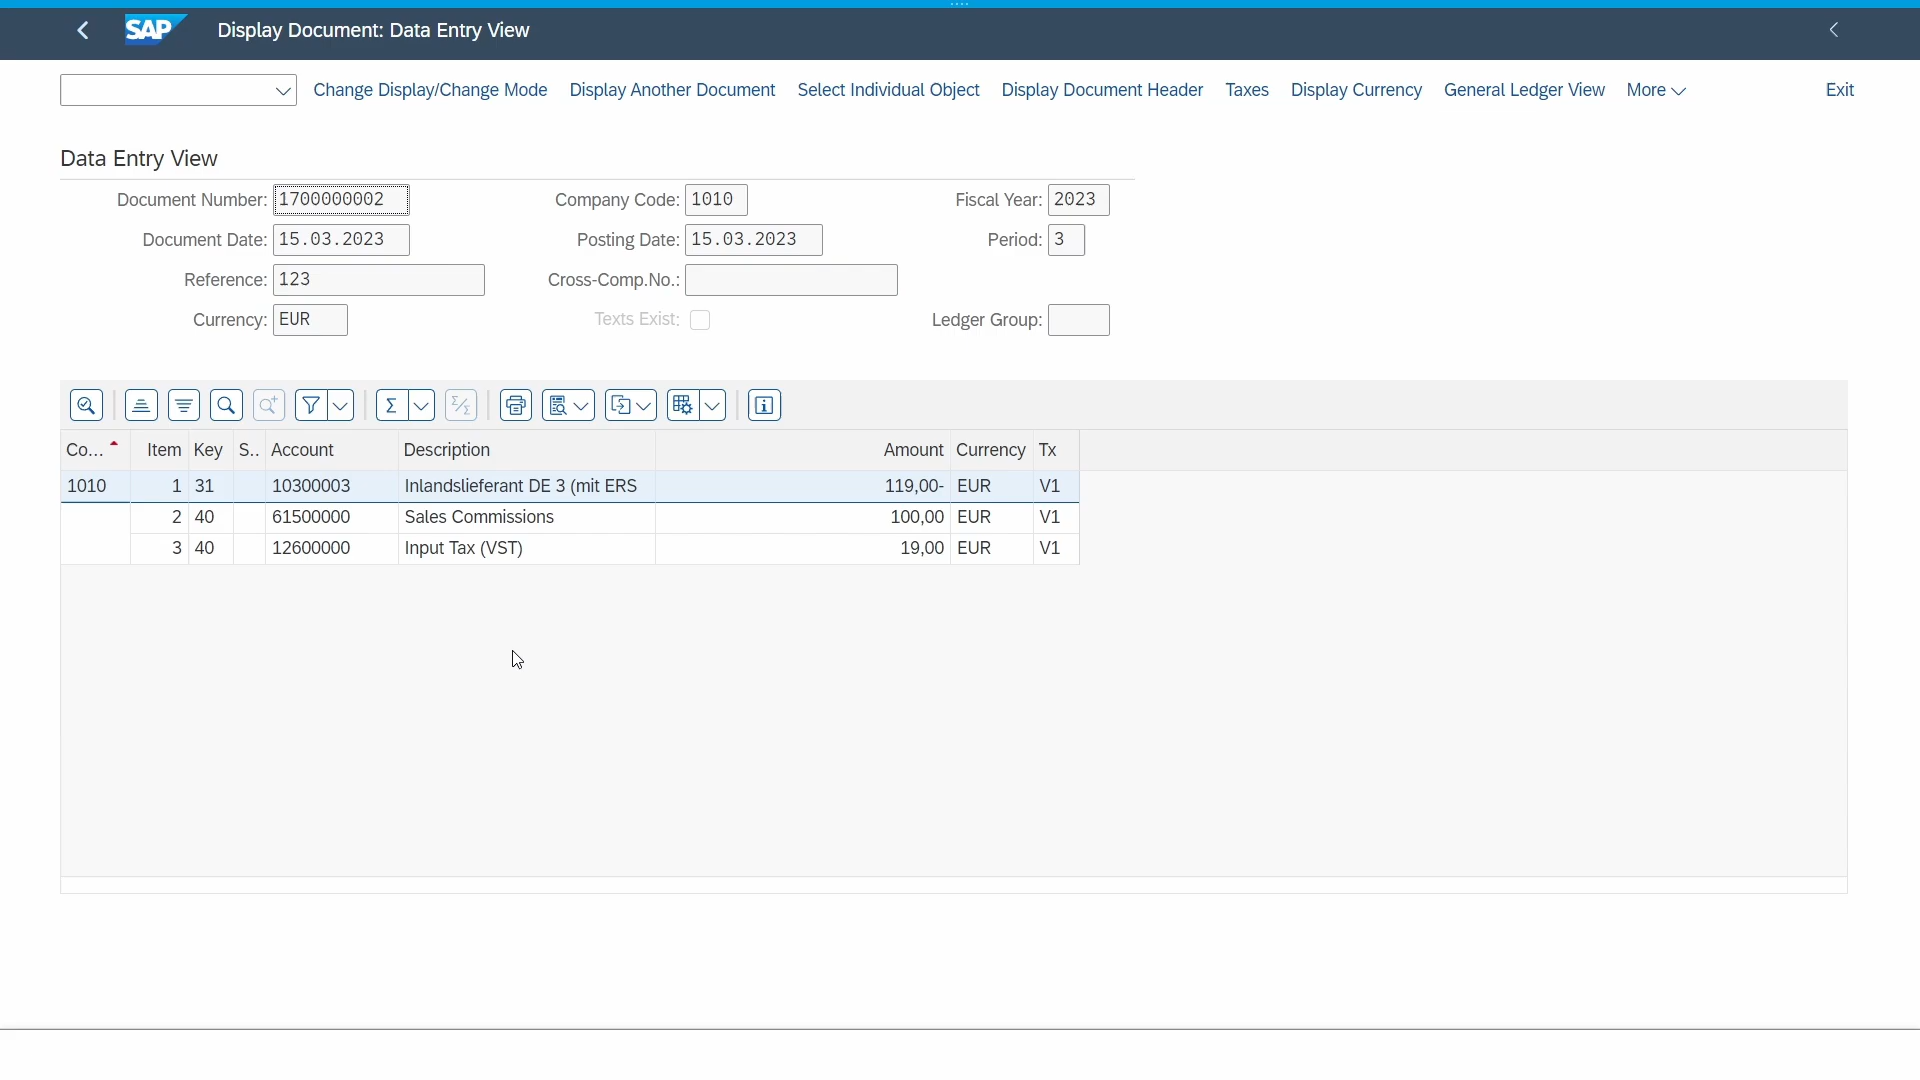 SAP Display Document: Data Entry View
Change Display/Change Mode Display Another Document Select Individual Object Display Document Header Taxes Display Currency General Ledger View More Exit
Data Entry View
Document Number: 1700000002 Company Code: 1010 Fiscal Year: 2023
Document Date: 15.03.2023 Posting Date: 15.03.2023 Period: 3
Reference: 123 Cross-Comp.No.:
Currency: EUR Texts Exist: Ledger Group:
Co... Item Key S.. Account Description Amount Currency Tx
1010 1 31 10300003 Inlandslieferant DE 3 (mit ERS 119,00- EUR V1
2 40 61500000 Sales Commissions 100,00 EUR V1
3 40 12600000 Input Tax (VST) 19,00 EUR V1